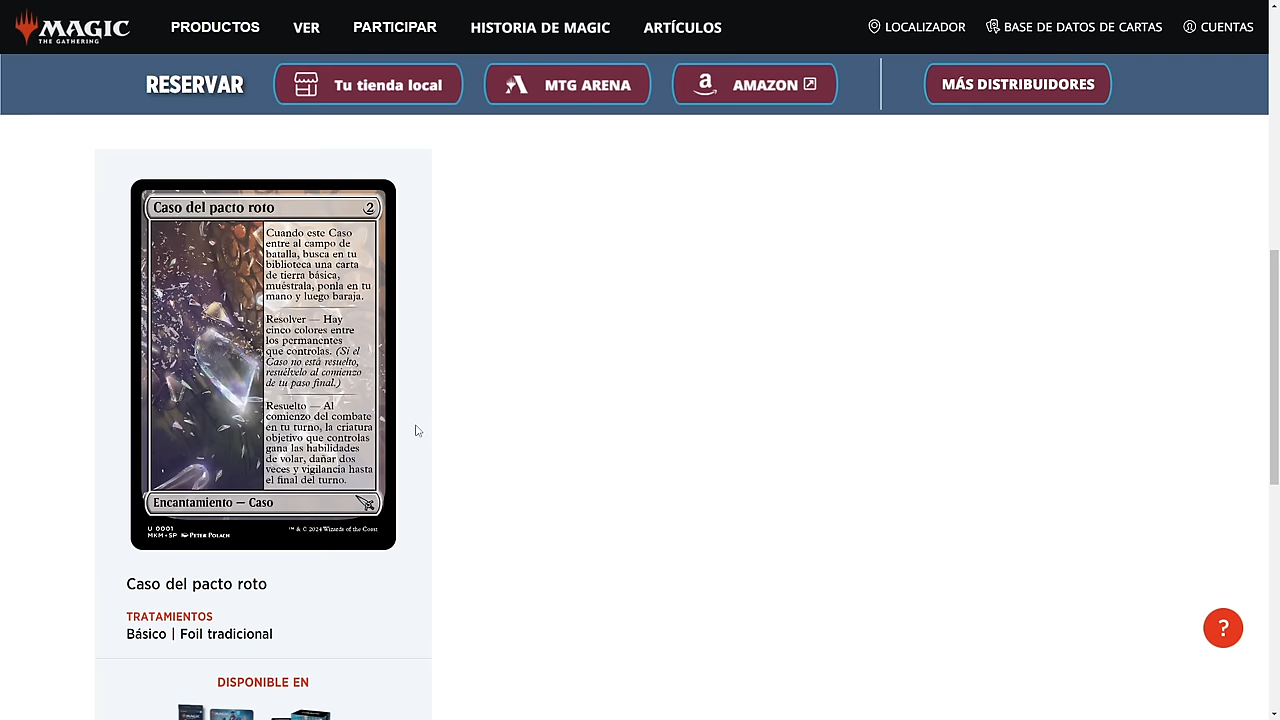 MAGIC
THE GATHERING
PRODUCTOS
VER
PARTICIPAR
HISTORIA DE MAGIC
ARTÍCULOS
LOCALIZADOR
BASE DE DATOS DE CARTAS
CUENTAS
RESERVAR
Tu tienda local
MTG ARENA
a
AMAZON
MÁS DISTRIBUIDORES
Caso del pacto roto
2
Cuando este Caso
entre al campo de
batalla, busca en tu
biblioteca una carta
de tierra básica,
muéstrala, ponla en tu
mano y luego baraja.
Resolver — Hay
cinco colores entre
los permanentes
que controlas. (Si el
Caso no está resuelto,
resuélvelo al comienzo
de tu paso final.)
Resuelto — Al
comienzo del combate
en tu turno, la criatura
objetivo que controlas
gana las habilidades
de volar, dañar dos
veces y vigilancia hasta
el final del turno.
Encantamiento — Caso
U 0001
MKM • SP PETER POLACH
™ & © 2024 Wizards of the Coast
Caso del pacto roto
TRATAMIENTOS
Básico | Foil tradicional
DISPONIBLE EN
?